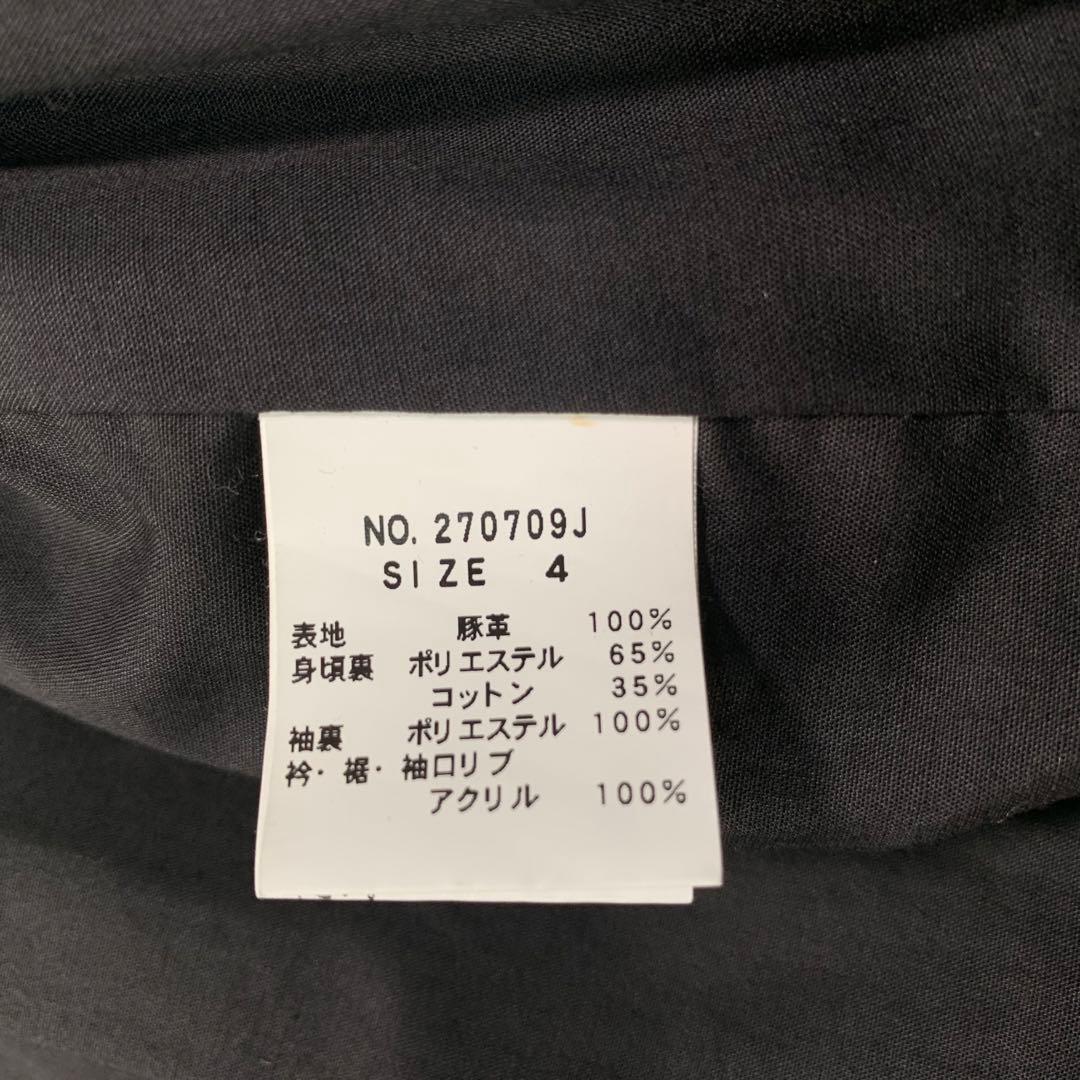 NO. 270709J
SIZE 4
表地 豚革 100%
身頃裏 ポリエステル 65%
コットン 35%
袖裏 ポリエステル 100%
衿・裾・袖口リブ
アクリル 100%